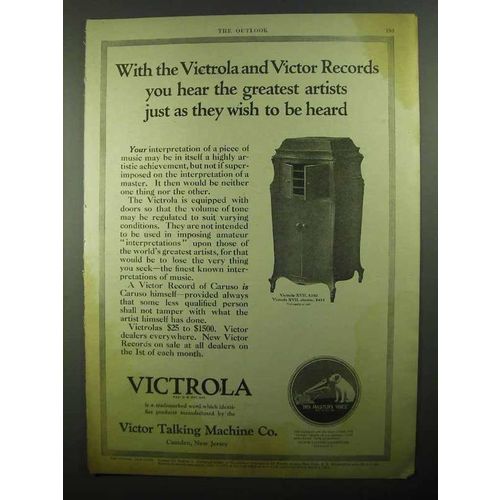 THE OUTLOOK
With the Victrola and Victor Records
you hear the greatest artists
just as they wish to be heard
Your interpretation of a piece of
music may be in itself a highly ar-
tistic achievement, but not if super-
imposed on the interpretation of a
master. It then would be neither
one thing nor the other.
The Victrola is equipped with
doors so that the volume of tone
may be regulated to suit varying
conditions. They are not intended
to be used in imposing amateur
"interpretations" upon those of
the world's greatest artists, for that
would be to lose the very thing
you seek—the finest known inter-
pretations of music.
A Victor Record of Caruso is
Caruso himself—provided always
that some less qualified person
shall not tamper with what the
artist himself has done.
Victrolas $25 to $1500. Victor
dealers everywhere. New Victor
Records on sale at all dealers on
the 1st of each month.
Victrola XVII,
Victrola XVII, electric,
VICTROLA
is a trademarked word which identi-
fies products manufactured by the
Victor Talking Machine Co.
Camden, New Jersey
"HIS MASTER'S VOICE"